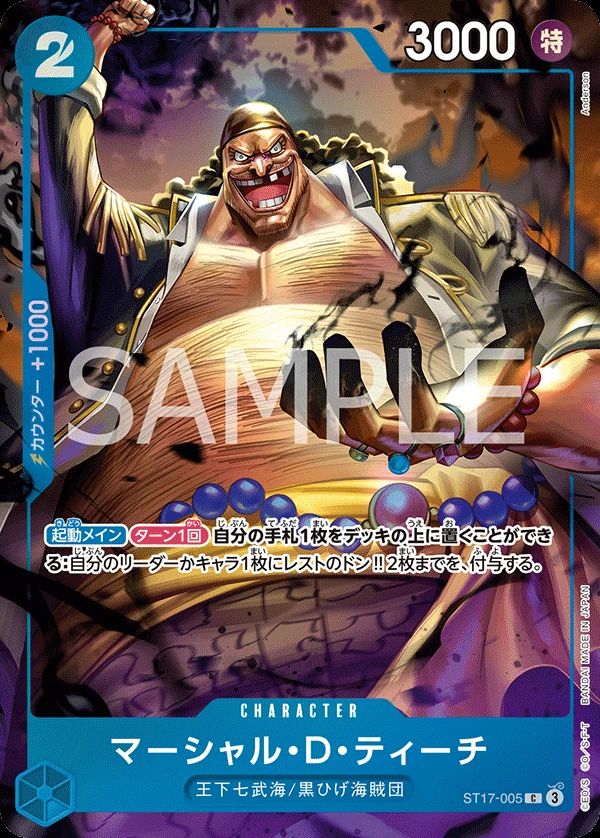 2
3000 特
Anderson
カウンター +1000
SAMPLE
起動メイン ターン1回 自分の手札1枚をデッキの上に置くことができ
る：自分のリーダーかキャラ1枚にレストのドン!!2枚までを、付与する。
CHARACTER
マーシャル・D・ティーチ
王下七武海/黒ひげ海賊団
ST17-005 C 3
©E.O/S. ©O./S.F･T BANDAI MADE IN JAPAN